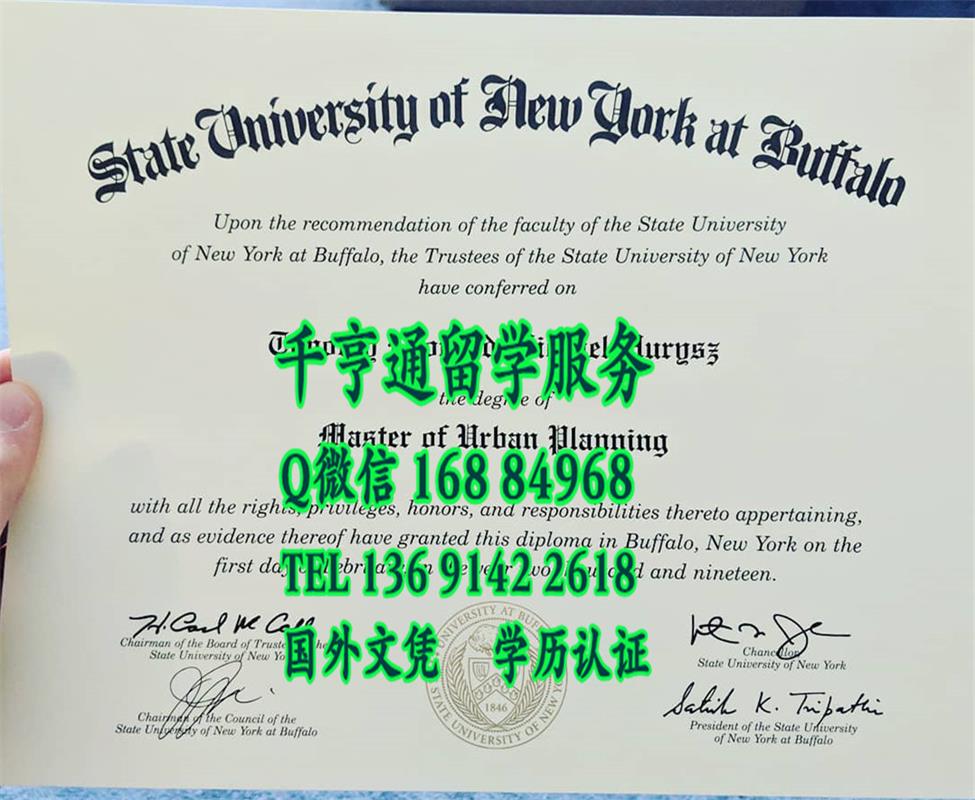 State University of New York at Buffalo
Upon the recommendation of the faculty of the State University
of New York at Buffalo, the Trustees of the State University of New York
have conferred on
千亨通留学服务
the degree of
Master of Urban Planning
Q微信 168 84968
with all the rights, privileges, honors, and responsibilities thereto appertaining,
and as evidence thereof have granted this diploma in Buffalo, New York on the
first day and nineteen.
TEL 136 9142 2618
国外文凭 学历认证
H. Carl McCall
Chairman of the Board of Trustees
State University of New York
Chancellor
State University of New York
Chairman of the Council of the
State University of New York at Buffalo
Satish K. Tripathi
President of the State University
of New York at Buffalo
1846
STATE UNIVERSITY OF NEW